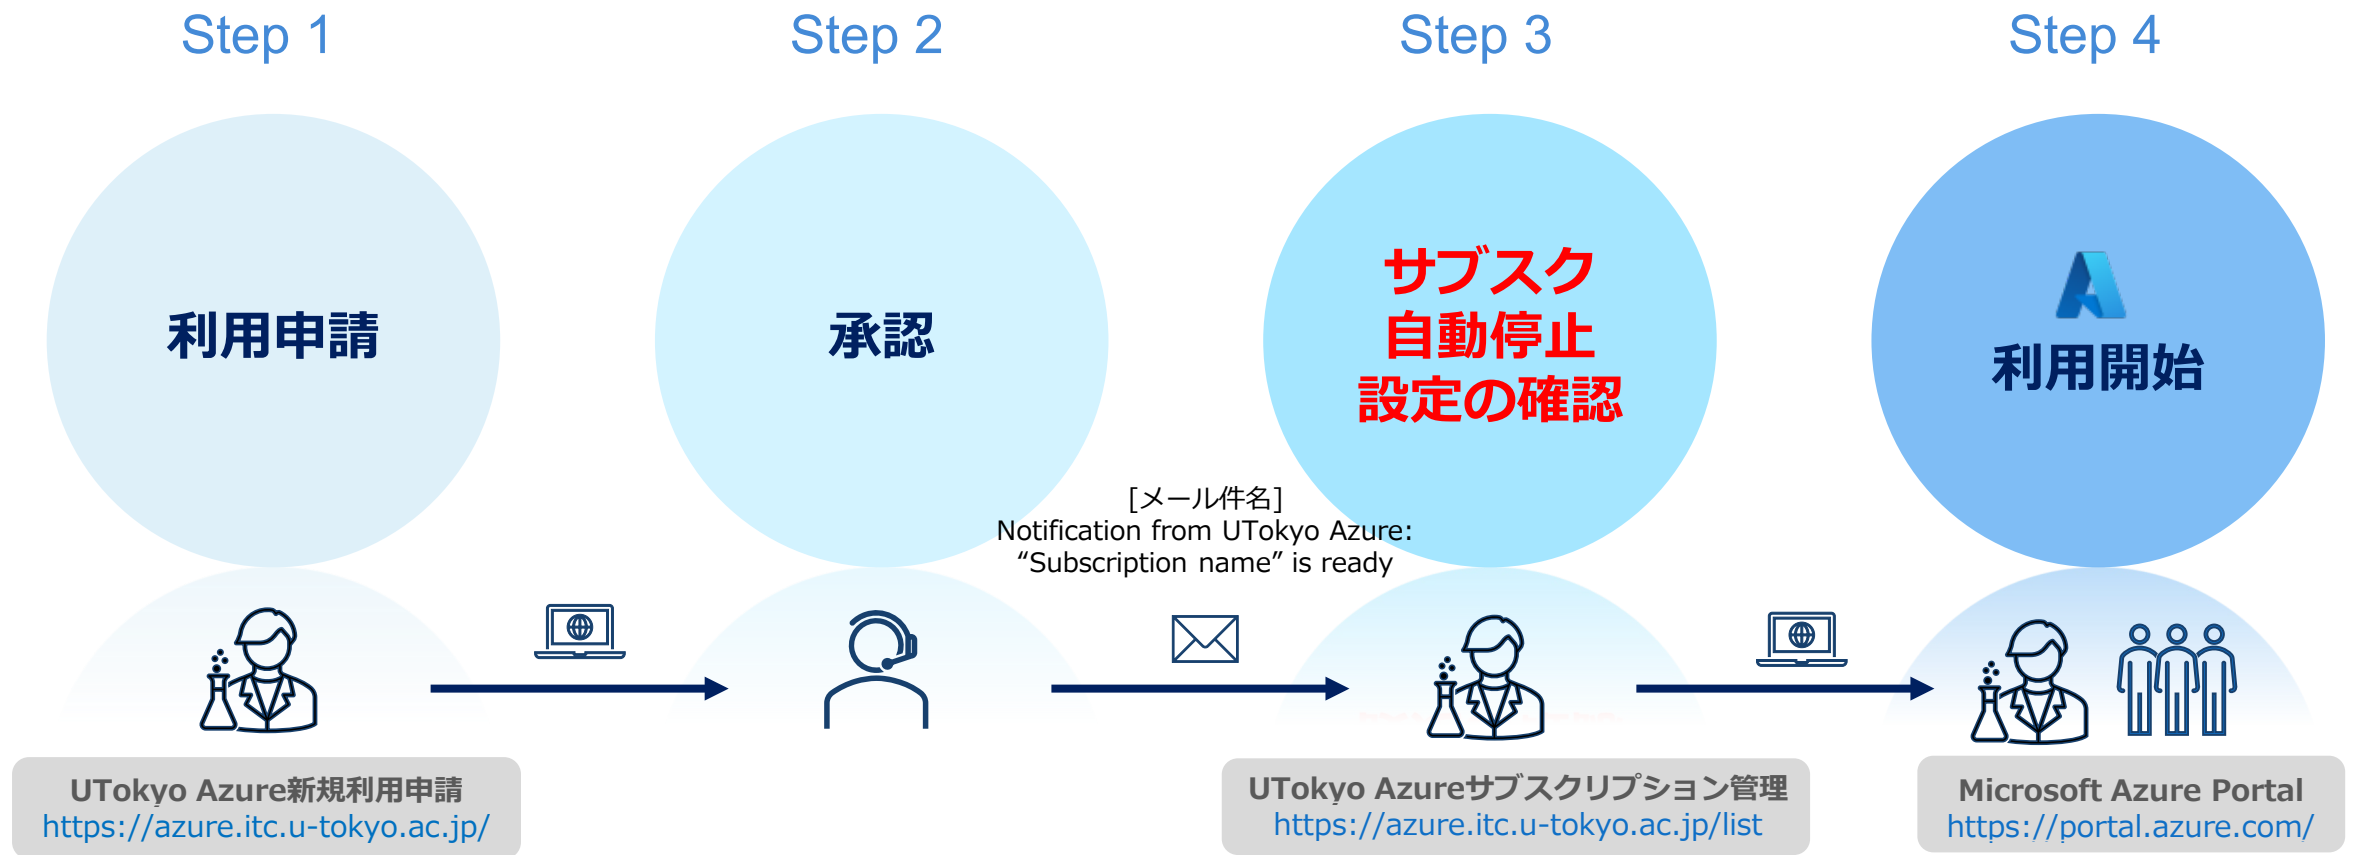 Step 1
Step 2
Step 3
Step 4
利用申請
承認
サブスク
自動停止
設定の確認
利用開始
[メール件名]
Notification from UTokyo Azure:
“Subscription name” is ready
UTokyo Azure新規利用申請
https://azure.itc.u-tokyo.ac.jp/
UTokyo Azureサブスクリプション管理
https://azure.itc.u-tokyo.ac.jp/list
Microsoft Azure Portal
https://portal.azure.com/